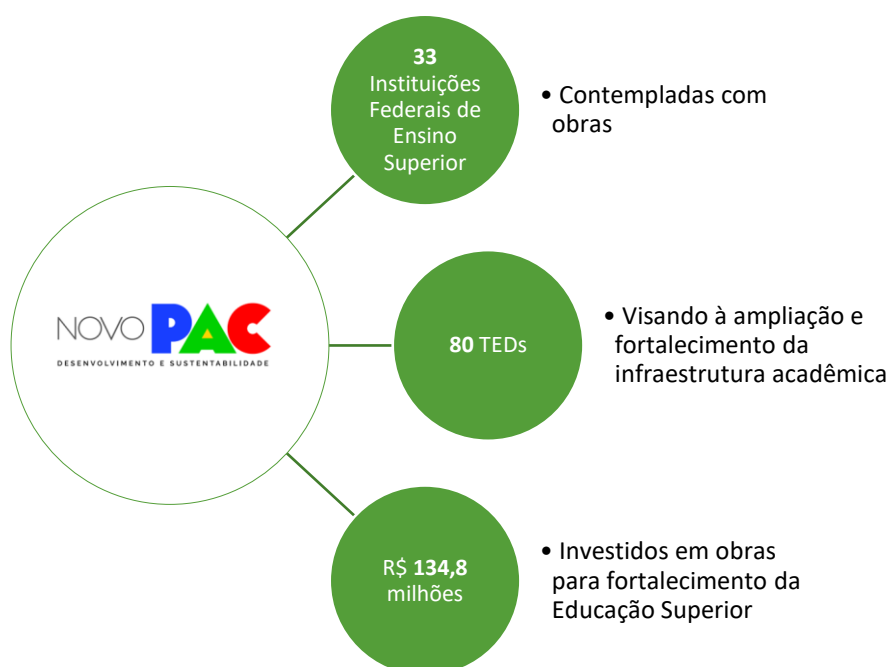 33
Instituições
Federais de
Ensino
Superior
• Contempladas com
obras
NOVO PAC
DESENVOLVIMENTO E SUSTENTABILIDADE
80 TEDs
• Visando à ampliação e
fortalecimento da
infraestrutura acadêmica
R$ 134,8
milhões
• Investidos em obras
para fortalecimento da
Educação Superior